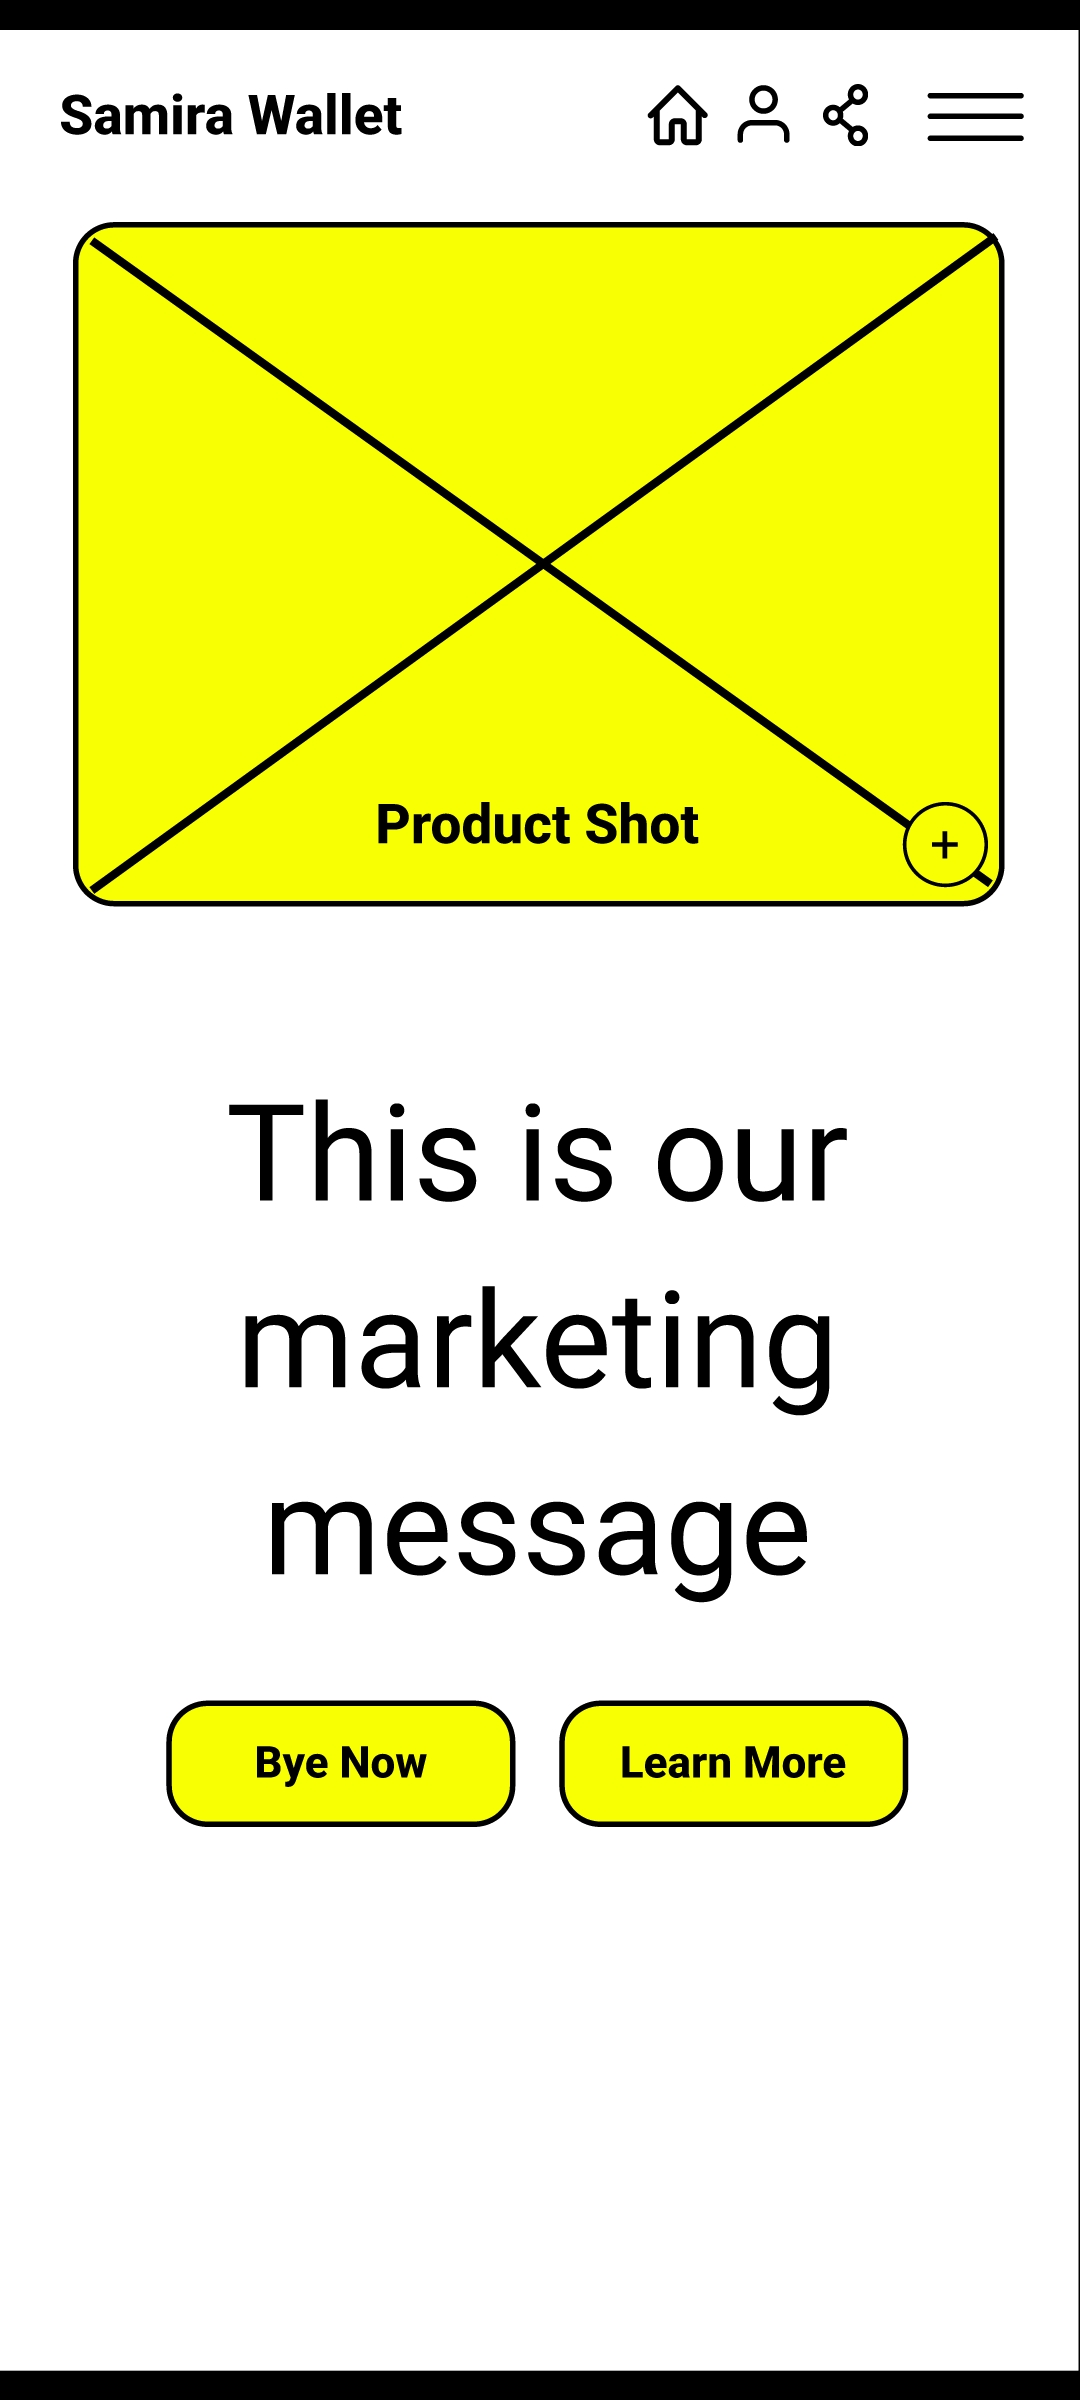 Samira Wallet
Product Shot
+
This is our
marketing
message
Bye Now
Learn More